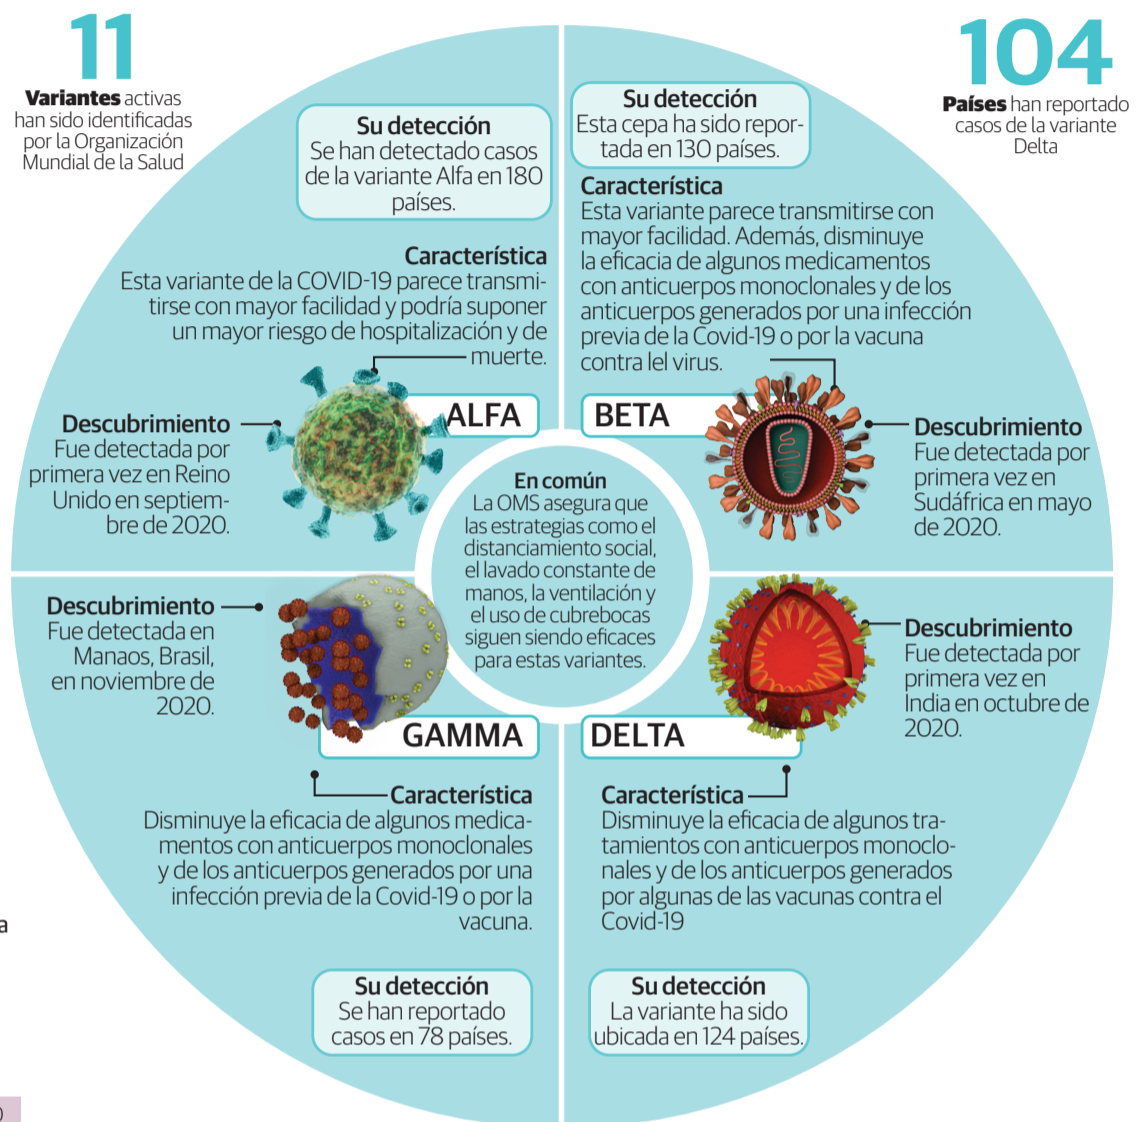 11
Variantes activas
han sido identificadas
por la Organización
Mundial de la Salud
104
Países han reportado
casos de la variante
Delta
Su detección
Se han detectado casos
de la variante Alfa en 180
países.
Característica
Esta variante de la COVID-19 parece transmi-
tirse con mayor facilidad y podría suponer
un mayor riesgo de hospitalización y de
muerte.
ALFA
Descubrimiento
Fue detectada por
primera vez en Reino
Unido en septiem-
bre de 2020.
Su detección
Esta cepa ha sido repor-
tada en 130 países.
Característica
Esta variante parece transmitirse con
mayor facilidad. Además, disminuye
la eficacia de algunos medicamentos
con anticuerpos monoclonales y de los
anticuerpos generados por una infección
previa de la Covid-19 o por la vacuna
contra lel virus.
BETA
Descubrimiento
Fue detectada por
primera vez en
Sudáfrica en mayo
de 2020.
En común
La OMS asegura que
las estrategias como el
distanciamiento social,
el lavado constante de
manos, la ventilación y
el uso de cubrebocas
siguen siendo eficaces
para estas variantes.
Descubrimiento
Fue detectada en
Manaos, Brasil,
en noviembre de
2020.
GAMMA
Característica
Disminuye la eficacia de algunos medica-
mentos con anticuerpos monoclonales
y de los anticuerpos generados por una
infección previa de la Covid-19 o por la
vacuna.
Su detección
Se han reportado
casos en 78 países.
Descubrimiento
Fue detectada por
primera vez en
India en octubre de
2020.
DELTA
Característica
Disminuye la eficacia de algunos tra-
tamientos con anticuerpos monoclo-
nales y de los anticuerpos generados
por algunas de las vacunas contra el
Covid-19
Su detección
La variante ha sido
ubicada en 124 países.
a
)